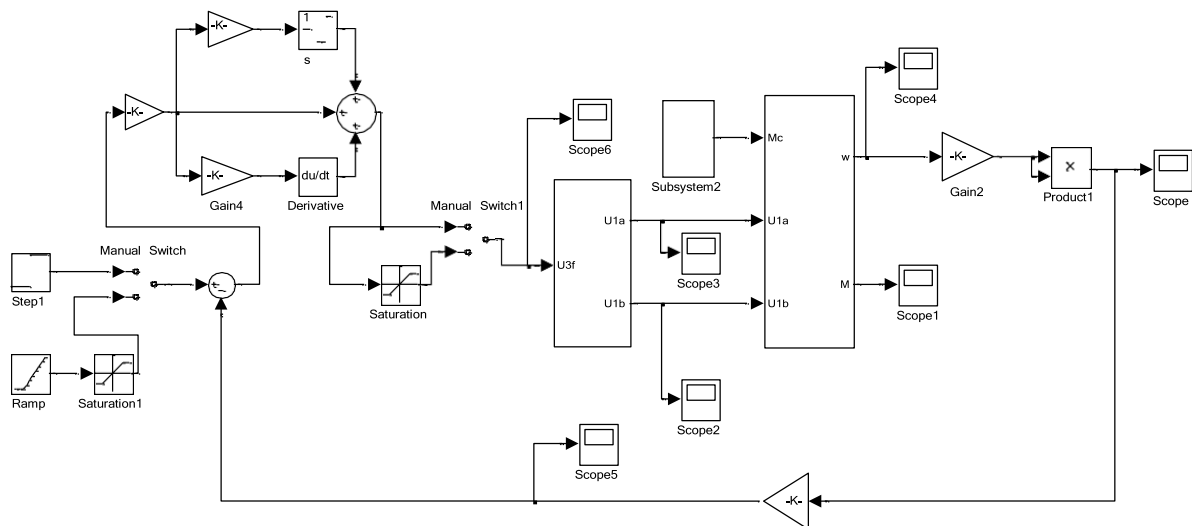 -K-
1
s
-K-
Scope4
Scope6
Mc
w
-K-
×
-K-
du/dt
Subsystem2
Gain2
Product1
Scope
Gain4
Derivative
Manual Switch1
U1a
U1a
Manual Switch
U3f
Scope3
Step1
Saturation
U1b
U1b
M
Scope1
Ramp
Saturation1
Scope2
Scope5
-K-